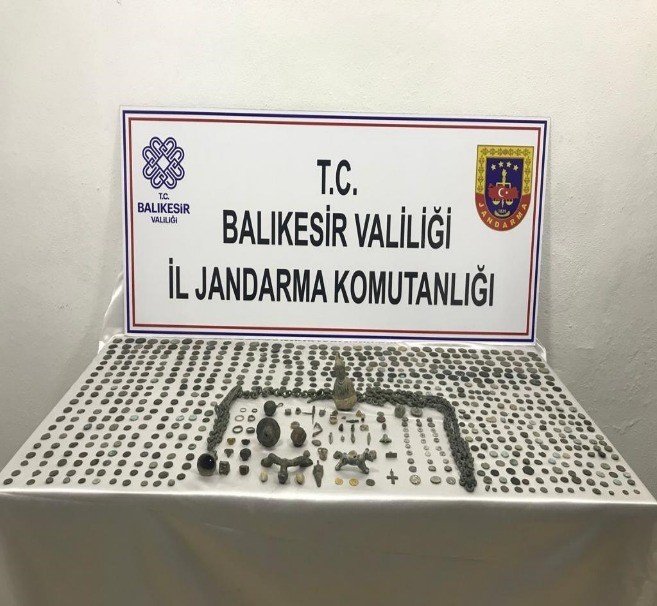 T.C.
BALIKESİR
VALİLİĞİ
T.C.
BALIKESİR VALİLİĞİ
İL JANDARMA KOMUTANLIĞI
JANDARMA